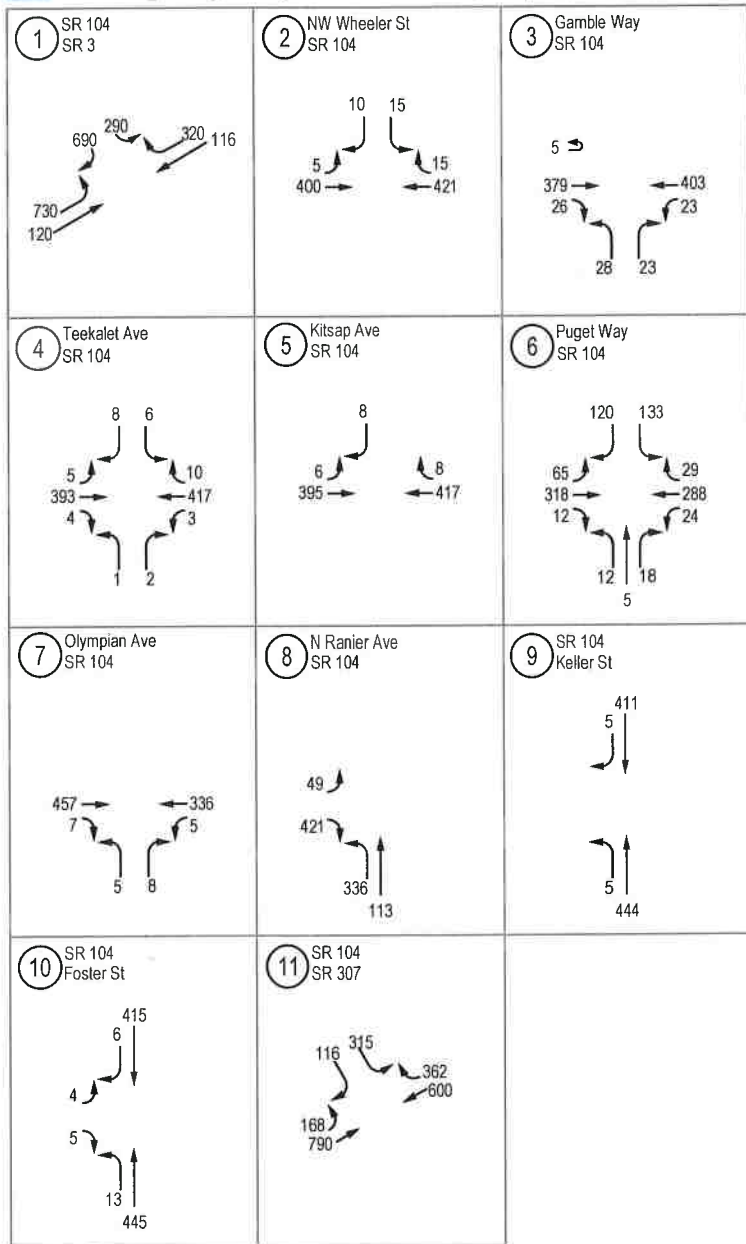 1 SR 104
SR 3
290
690
320
116
730
120
2 NW Wheeler St
SR 104
10 15
5
15
400
421
3 Gamble Way
SR 104
5
379
403
26
23
28 23
4 Teekalet Ave
SR 104
8 6
5
10
393
417
4
3
1 2
5 Kitsap Ave
SR 104
8
6
8
395
417
6 Puget Way
SR 104
120 133
65
29
318
288
12
24
12 18
5
7 Olympian Ave
SR 104
457
336
7
5
5 8
8 N Ranier Ave
SR 104
49
421
336
113
9 SR 104
Keller St
411
5
5
444
10 SR 104
Foster St
415
6
4
5
13
445
11 SR 104
SR 307
315
116
362
600
168
790